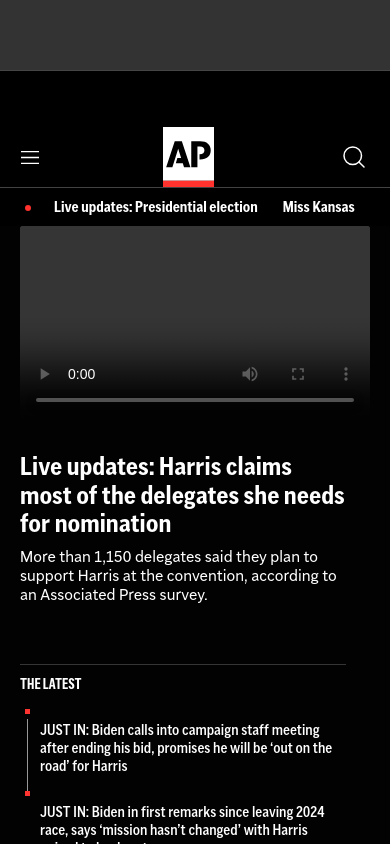 AP
Live updates: Presidential election
Miss Kansas
0:00
Live updates: Harris claims
most of the delegates she needs
for nomination
More than 1,150 delegates said they plan to
support Harris at the convention, according to
an Associated Press survey.
THE LATEST
JUST IN: Biden calls into campaign staff meeting
after ending his bid, promises he will be ‘out on the
road’ for Harris
JUST IN: Biden in first remarks since leaving 2024
race, says ‘mission hasn’t changed’ with Harris